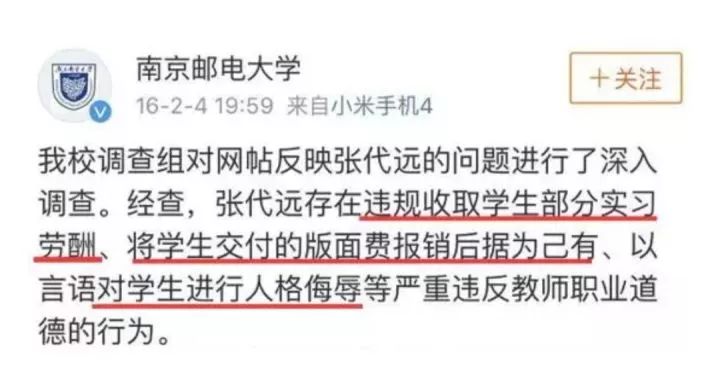 南京邮电大学
+关注
16-2-4 19:59 来自小米手机4
我校调查组对网帖反映张代远的问题进行了深入
调查。经查，张代远存在违规收取学生部分实习
劳酬、将学生交付的版面费报销后据为己有、以
言语对学生进行人格侮辱等严重违反教师职业道
德的行为。